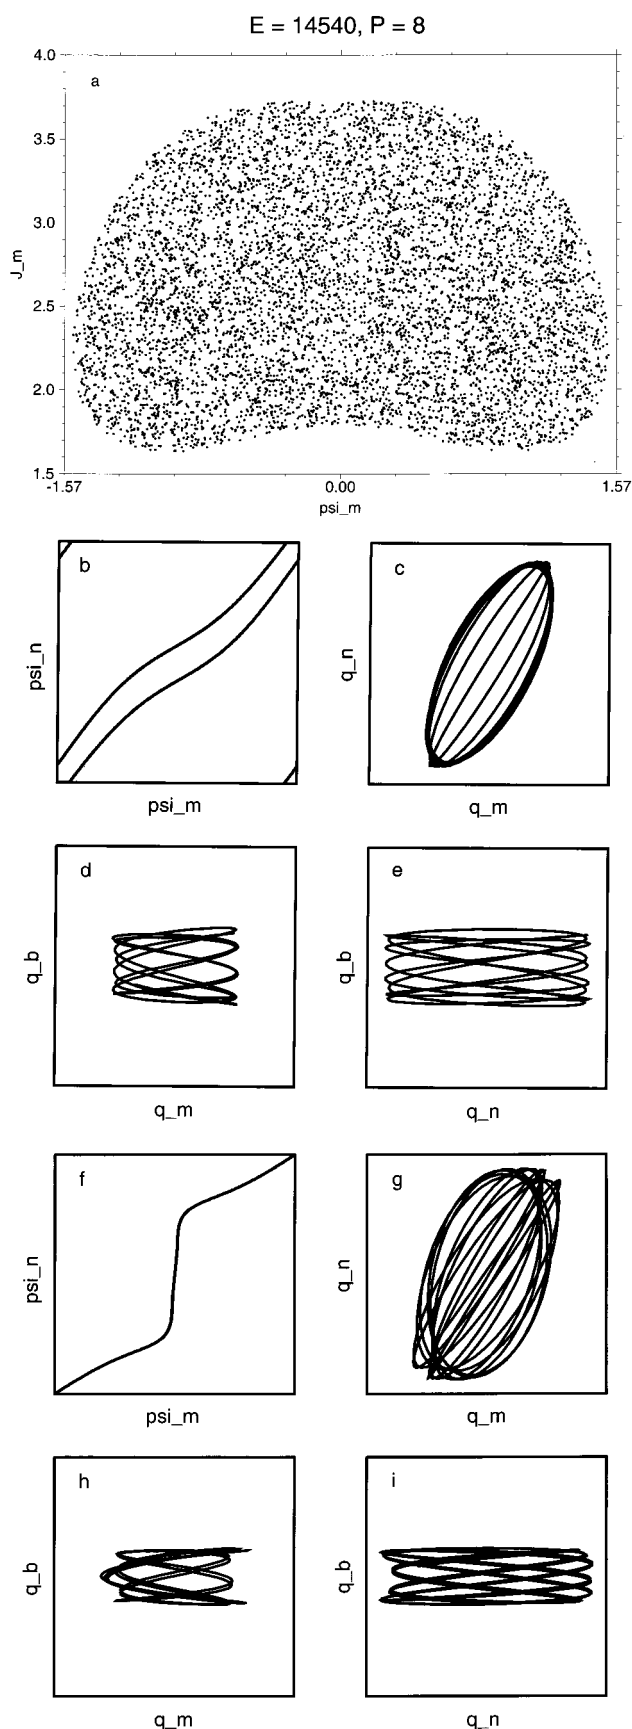 E = 14540, P = 8
4.0
a
3.5
3.0
J_m
2.5
2.0
1.5
-1.57
0.00
1.57
psi_m
b
psi_n
psi_m
c
q_n
q_m
d
q_b
q_m
e
q_b
q_n
f
psi_n
psi_m
g
q_n
q_m
h
q_b
q_m
i
q_b
q_n